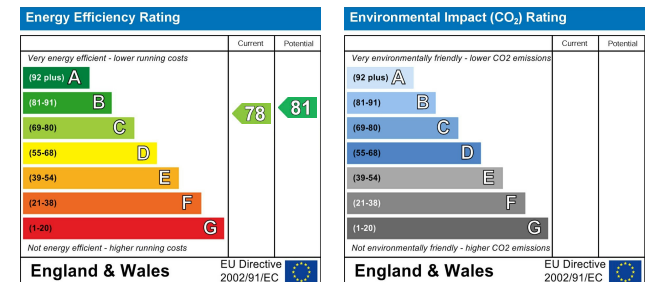 Energy Efficiency Rating
Current Potential
Very energy efficient - lower running costs
(92 plus) A
(81-91) B
(69-80) C
(55-68) D
(39-54) E
(21-38) F
(1-20) G
78
81
Not energy efficient - higher running costs
England & Wales
EU Directive
2002/91/EC
Environmental Impact (CO₂) Rating
Current Potential
Very environmentally friendly - lower CO2 emissions
(92 plus) A
(81-91) B
(69-80) C
(55-68) D
(39-54) E
(21-38) F
(1-20) G
Not environmentally friendly - higher CO2 emissions
England & Wales
EU Directive
2002/91/EC